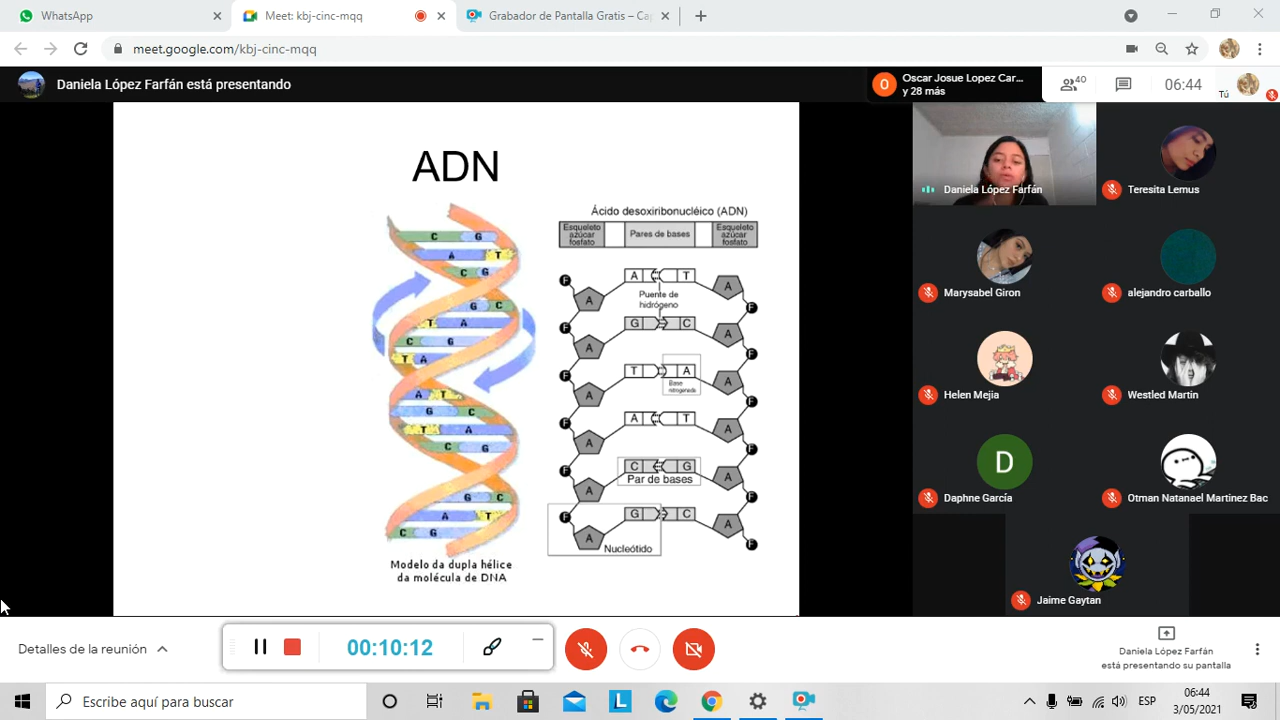 WhatsApp
Meet: kbj-cinc-mqq
Grabador de Pantalla Gratis – Ca
meet.google.com/kbj-cinc-mqq
Daniela López Farfán está presentando
O
Oscar Josue Lopez Car...
y 28 más
40
06:44
Tú
ADN
C G
A T
C G
G C
T A
C G
T A
A T
G C
T A
C G
G C
A T
C G
Modelo da dupla hélice
da molécula de DNA
Ácido desoxiribonucléico (ADN)
Esqueleto azúcar fosfato
Pares de bases
Esqueleto azúcar fosfato
F A A T A F
Puente de
hidrógeno
F A G C A F
F A T A A F
Base
nitrogenada
F A A T A F
F A C G A F
Par de bases
F A G C A F
Nucleótido
Daniela López Farfán
Teresita Lemus
Marysabel Giron
alejandro carballo
Helen Mejia
Westled Martin
D
Daphne García
Otman Natanael Martinez Bac
Jaime Gaytan
Detalles de la reunión
00:10:12
Daniela López Farfán
está presentando su pantalla
Escribe aquí para buscar
L
ESP
06:44
3/05/2021